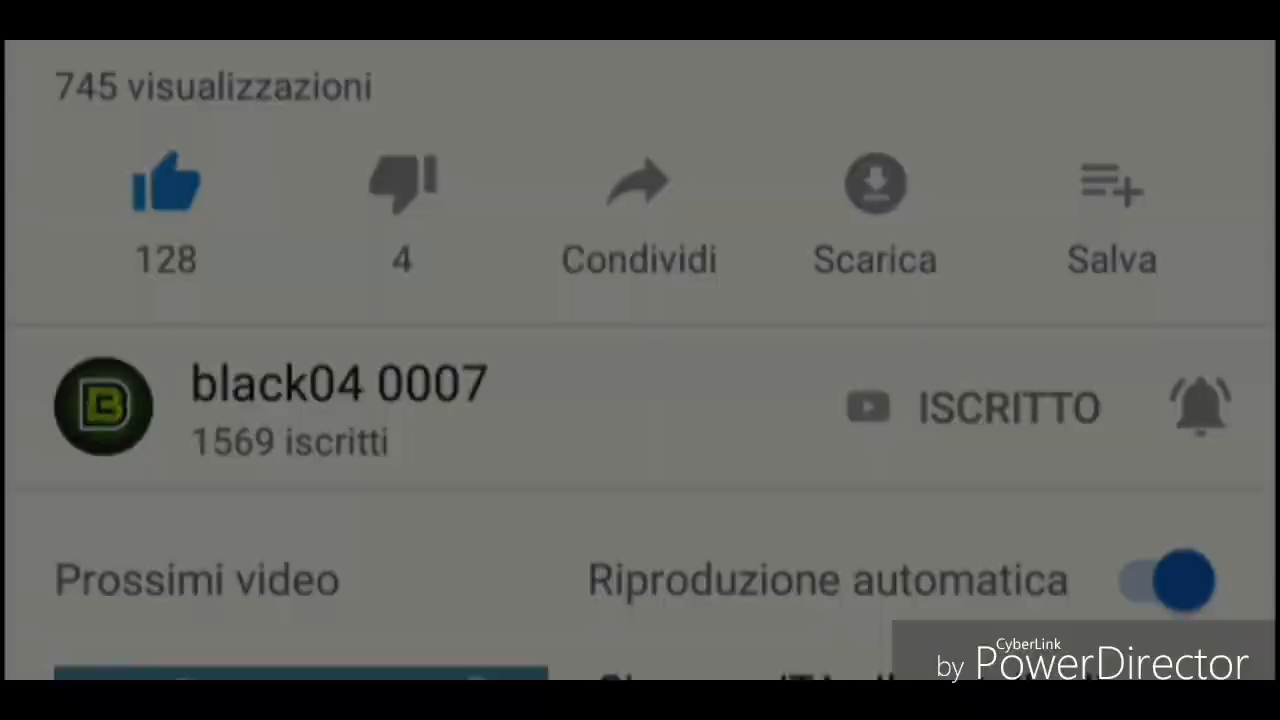 745 visualizzazioni
128 4 Condividi Scarica Salva
black04 0007
1569 iscritti
ISCRITTO
Prossimi video Riproduzione automatica
CyberLink
by PowerDirector